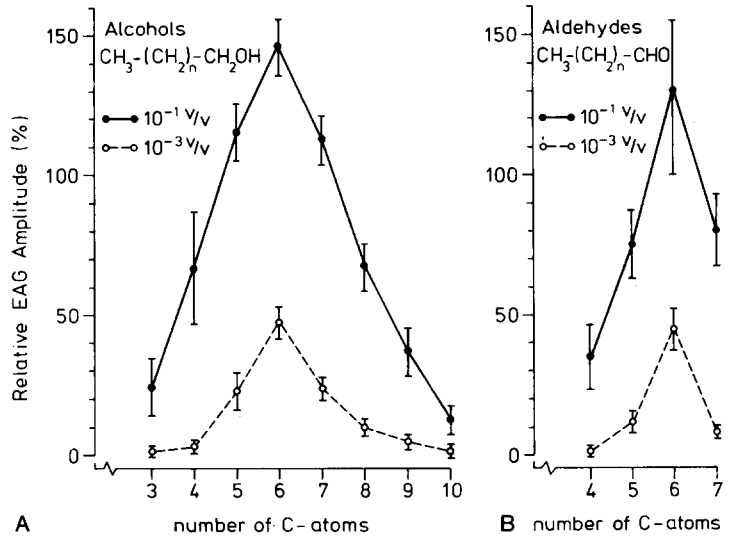 Alcohols
CH3-(CH2)n-CH2OH
10⁻¹ v/v
10⁻³ v/v
Relative EAG Amplitude (%)
150
100
50
0
3 4 5 6 7 8 9 10
A number of C-atoms
Aldehydes
CH3-(CH2)n-CHO
10⁻¹ v/v
10⁻³ v/v
150
100
50
0
4 5 6 7
B number of C-atoms